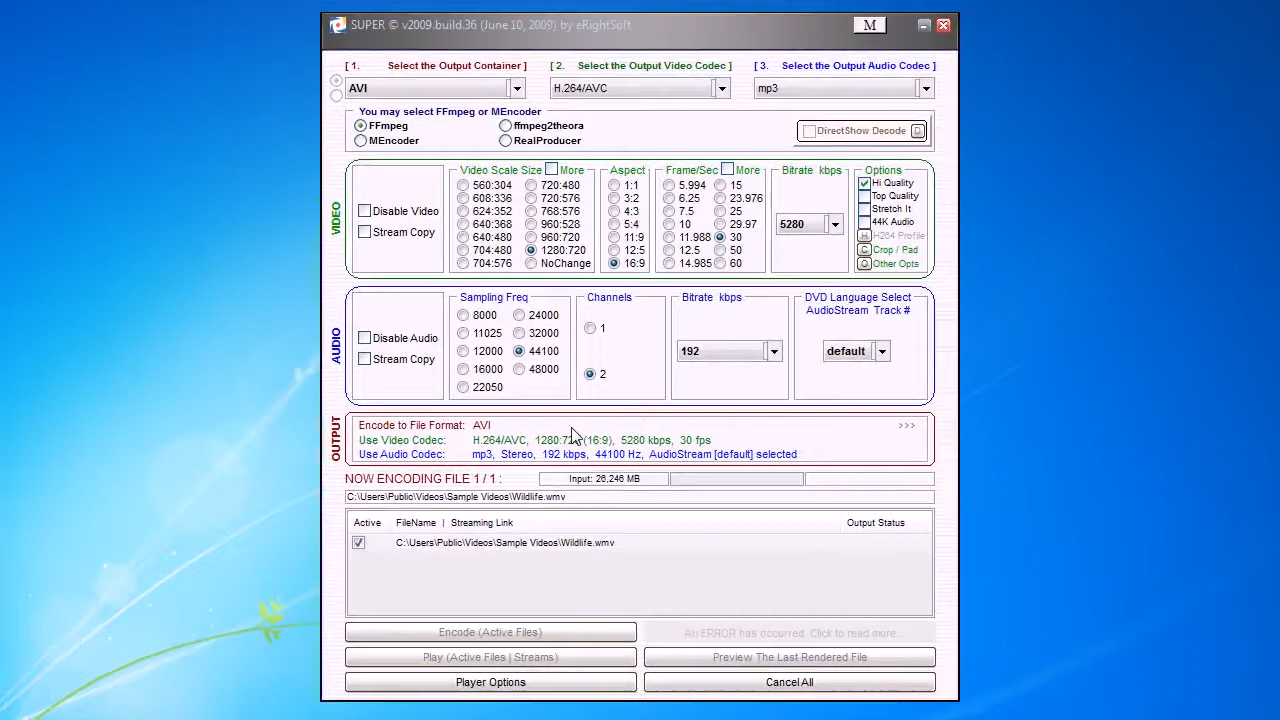 SUPER © v2009.build.36 (June 10, 2009) by eRightSoft
M
[ 1. Select the Output Container ]
[ 2. Select the Output Video Codec ]
[ 3. Select the Output Audio Codec ]
AVI
H.264/AVC
mp3
You may select FFmpeg or MEncoder
FFmpeg
ffmpeg2theora
MEncoder
RealProducer
DirectShow Decode
D
VIDEO
Disable Video
Stream Copy
Video Scale Size More
560:304 720:480
608:336 720:576
624:352 768:576
640:368 960:528
640:480 960:720
704:480 1280:720
704:576 NoChange
Aspect
1:1
3:2
4:3
5:4
11:9
12:5
16:9
Frame/Sec More
5.994 15
6.25 23.976
7.5 25
10 29.97
11.988 30
12.5 50
14.985 60
Bitrate kbps
5280
Options
Hi Quality
Top Quality
Stretch It
44K Audio
H H264 Profile
C Crop / Pad
O Other Opts
AUDIO
Disable Audio
Stream Copy
Sampling Freq
8000 24000
11025 32000
12000 44100
16000 48000
22050
Channels
1
2
Bitrate kbps
192
DVD Language Select
AudioStream Track #
default
OUTPUT
Encode to File Format: AVI
>>>
Use Video Codec: H.264/AVC, 1280:720 (16:9), 5280 kbps, 30 fps
Use Audio Codec: mp3, Stereo, 192 kbps, 44100 Hz, AudioStream [default] selected
NOW ENCODING FILE 1 / 1 :
Input: 26,246 MB
C:\Users\Public\Videos\Sample Videos\Wildlife.wmv
Active FileName | Streaming Link Output Status
C:\Users\Public\Videos\Sample Videos\Wildlife.wmv
Encode (Active Files)
An ERROR has occurred. Click to read more...
Play (Active Files | Streams)
Preview The Last Rendered File
Player Options
Cancel All